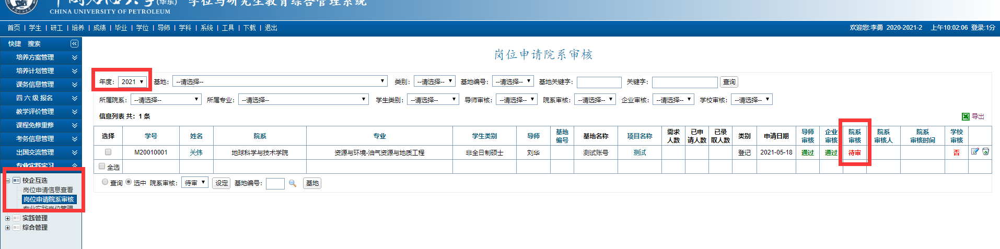 中国石油大学(华东) 学位与研究生教育综合管理系统
CHINA UNIVERSITY OF PETROLEUM
首页 | 学生 | 研工 | 培养 | 成绩 | 毕业 | 学位 | 导师 | 学科 | 系统 | 工具 | 下载 | 退出
欢迎您:李勇 2020-2021-2 上午10:02:06 登录:1分
快捷 搜索
培养方案管理
培养计划管理
课务信息管理
四 六 级 报名
教学评价管理
课程免修重修
考务信息管理
出国交流管理
专业实践实习
校企互选
岗位申请信息查看
岗位申请院系审核
专业实践岗位管理
实践管理
综合管理
岗位申请院系审核
年度: 2021 基地: --请选择-- 类别: --请选择-- 基地编号: --请选择-- 基地关键字: 关键字: 查询
所属院系: --请选择-- 所属专业: --请选择-- 学生类别: --请选择-- 导师审核: --请选择-- 院系审核: --请选择-- 企业审核: --请选择-- 学校审核: --请选择--
信息列表 共: 1 条
导出
选择 学号 姓名 院系 专业 学生类别 导师 基地编号 基地名称 项目名称 需求人数 已申请人数 已录取人数 类别 申请日期 导师审核 企业审核 院系审核 院系审核人 院系审核时间 学校审核
M20010001 关炜 地球科学与技术学院 资源与环境-油气资源与地质工程 非全日制硕士 刘华 测试账号 测试 登记 2021-05-18 通过 通过 待审 否
全选
查询 选中 院系审核: 待审 设定 基地编号: 基地